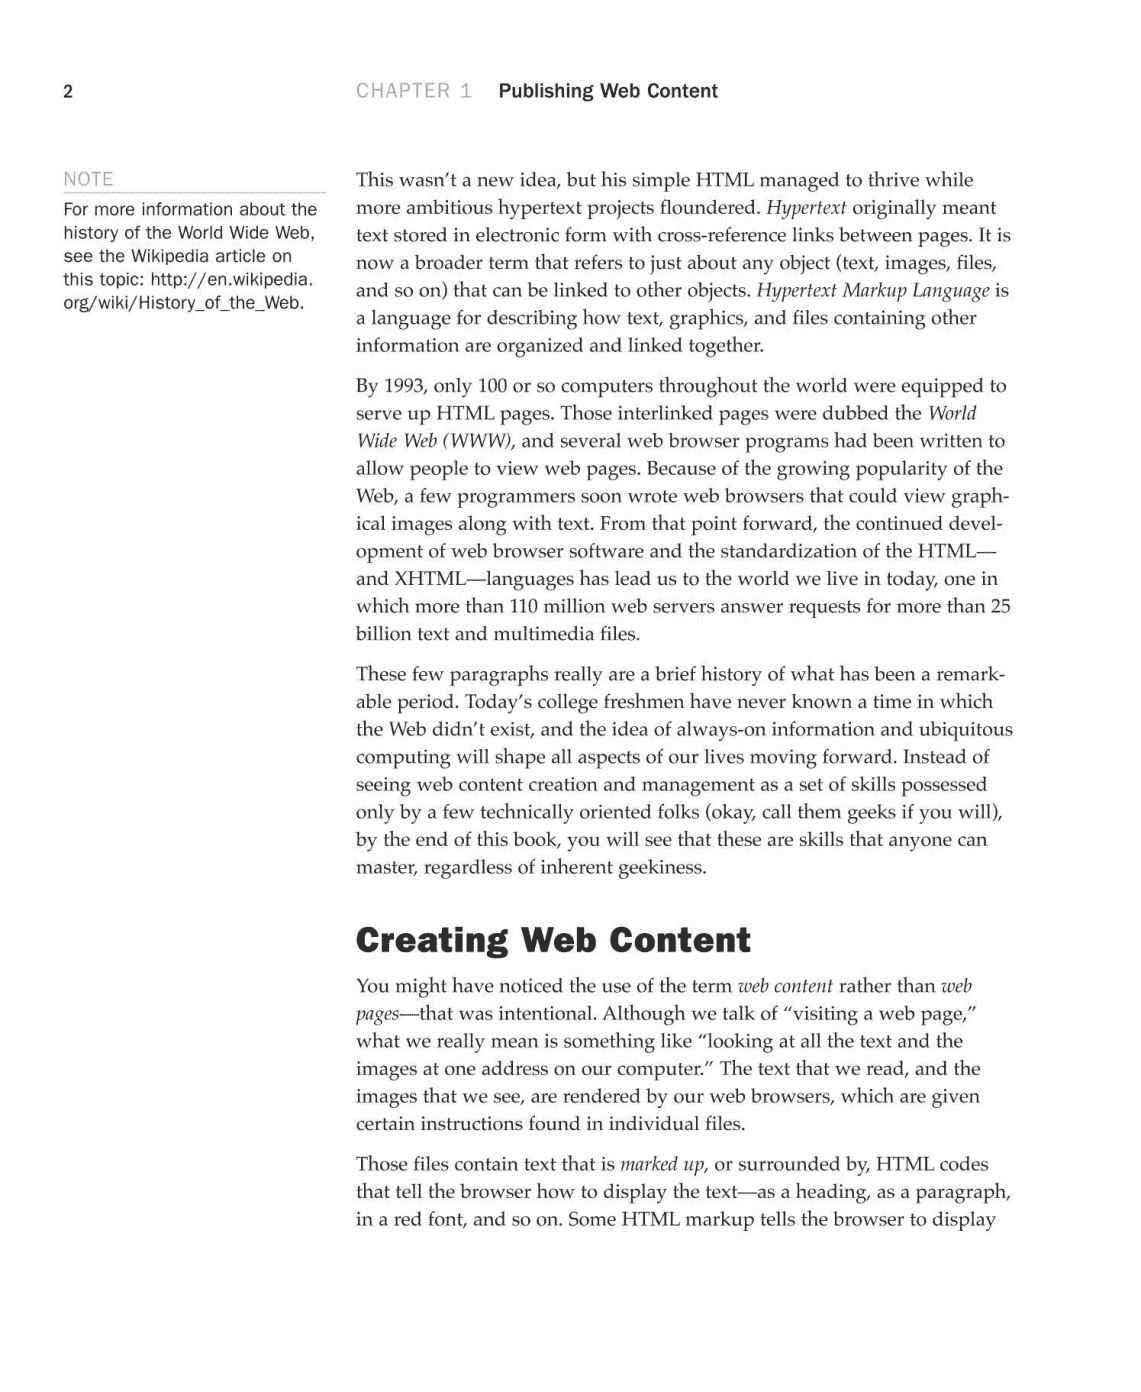 2
CHAPTER 1 Publishing Web Content
NOTE
For more information about the
history of the World Wide Web,
see the Wikipedia article on
this topic: http://en.wikipedia.
org/wiki/History_of_the_Web.
This wasn’t a new idea, but his simple HTML managed to thrive while
more ambitious hypertext projects floundered. Hypertext originally meant
text stored in electronic form with cross-reference links between pages. It is
now a broader term that refers to just about any object (text, images, files,
and so on) that can be linked to other objects. Hypertext Markup Language is
a language for describing how text, graphics, and files containing other
information are organized and linked together.
By 1993, only 100 or so computers throughout the world were equipped to
serve up HTML pages. Those interlinked pages were dubbed the World
Wide Web (WWW), and several web browser programs had been written to
allow people to view web pages. Because of the growing popularity of the
Web, a few programmers soon wrote web browsers that could view graph-
ical images along with text. From that point forward, the continued devel-
opment of web browser software and the standardization of the HTML—
and XHTML—languages has lead us to the world we live in today, one in
which more than 110 million web servers answer requests for more than 25
billion text and multimedia files.
These few paragraphs really are a brief history of what has been a remark-
able period. Today’s college freshmen have never known a time in which
the Web didn’t exist, and the idea of always-on information and ubiquitous
computing will shape all aspects of our lives moving forward. Instead of
seeing web content creation and management as a set of skills possessed
only by a few technically oriented folks (okay, call them geeks if you will),
by the end of this book, you will see that these are skills that anyone can
master, regardless of inherent geekiness.
Creating Web Content
You might have noticed the use of the term web content rather than web
pages—that was intentional. Although we talk of “visiting a web page,”
what we really mean is something like “looking at all the text and the
images at one address on our computer.” The text that we read, and the
images that we see, are rendered by our web browsers, which are given
certain instructions found in individual files.
Those files contain text that is marked up, or surrounded by, HTML codes
that tell the browser how to display the text—as a heading, as a paragraph,
in a red font, and so on. Some HTML markup tells the browser to display